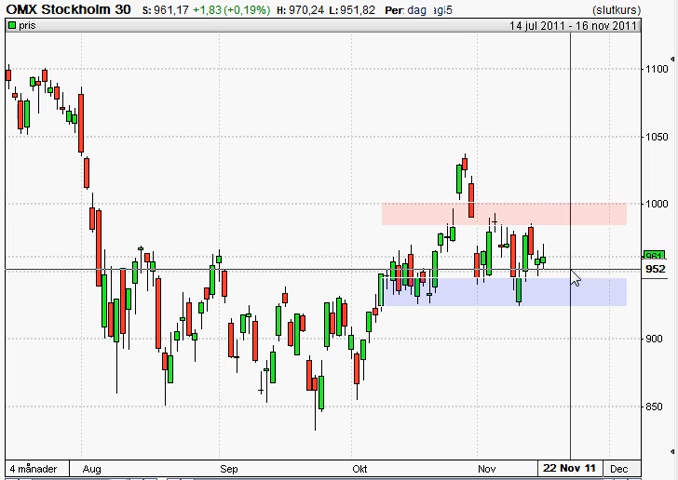 OMX Stockholm 30 S: 961,17 +1,83 (+0,19%) H: 970,24 L: 951,82 Per: dag (slutkurs)
pris 14 jul 2011 - 16 nov 2011
1100
1050
1000
961
952
900
850
4 månader Aug Sep Okt Nov 22 Nov 11 Dec